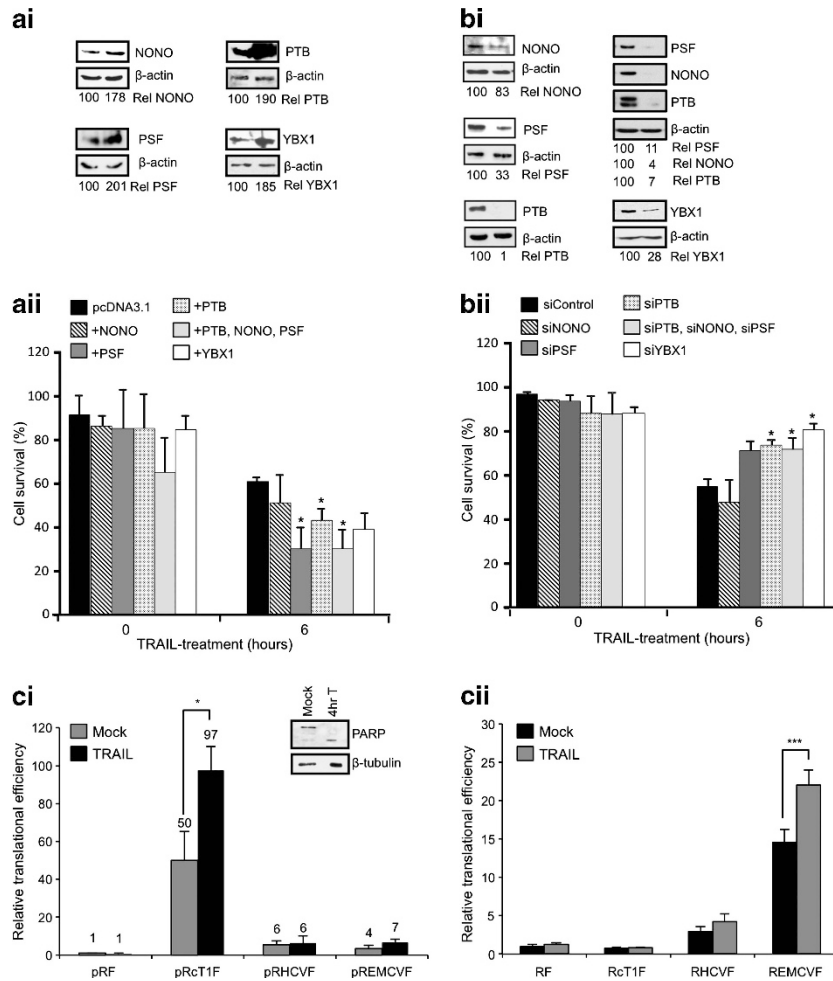 ai
NONO
β-actin
100 178 Rel NONO
PTB
β-actin
100 190 Rel PTB
PSF
β-actin
100 201 Rel PSF
YBX1
β-actin
100 185 Rel YBX1
bi
NONO
β-actin
100 83
Rel NONO
PSF
β-actin
100 33
Rel PSF
PTB
β-actin
100 1
Rel PTB
PSF
NONO
PTB
β-actin
100 11
Rel PSF
100 4 Rel NONO
100 7 Rel PTB
YBX1
β-actin
100 28 Rel YBX1
aii
pcDNA3.1
+NONO
+PSF
+PTB
+PTB, NONO, PSF
+YBX1
Cell survival (%)
120
100
80
60
40
20
0
* * *
0 6
TRAIL-treatment (hours)
bii
siControl
siNONO
siPSF
siPTB
siPTB, siNONO, siPSF
siYBX1
Cell survival (%)
120
100
80
60
40
20
0
* * *
0 6
TRAIL-treatment (hours)
ci
Mock
TRAIL
Relative translational efficiency
120
100
80
60
40
20
0
*
1 1
50 97
6 6
4 7
pRF pRcT1F pRHCVF pREMCVF
Mock
4hr T
PARP
β-tubulin
cii
Mock
TRAIL
Relative translational efficiency
30
25
20
15
10
5
0
***
RF RcT1F RHCVF REMCVF